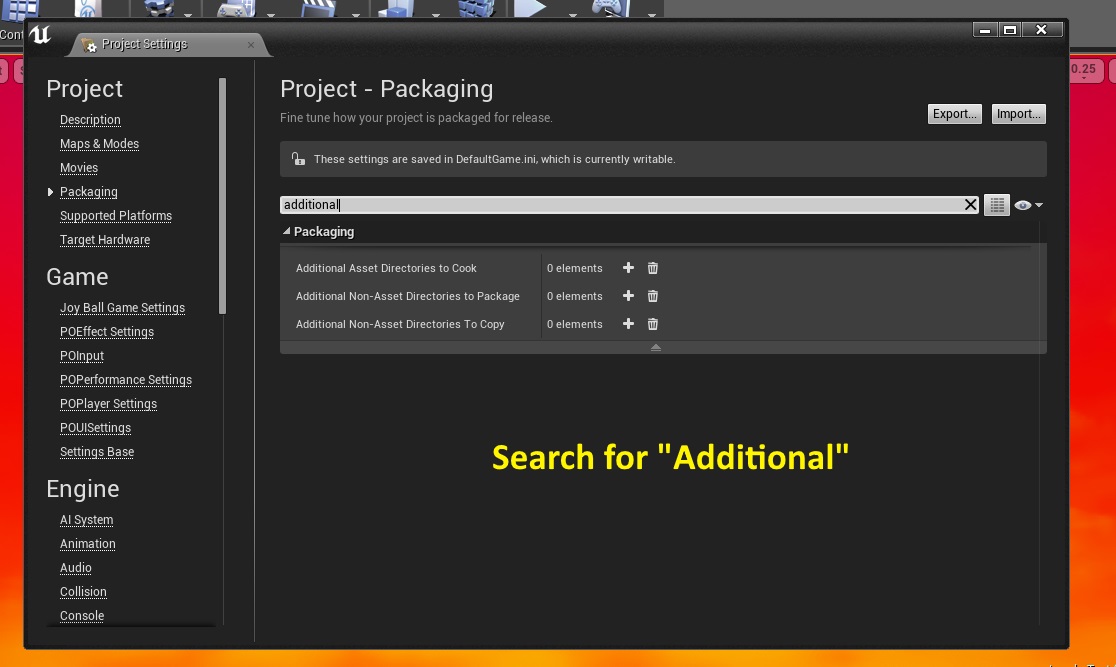 Cont
Project Settings
0.25
Project
Description
Maps & Modes
Movies
Packaging
Supported Platforms
Target Hardware
Game
Joy Ball Game Settings
POEffect Settings
POInput
POPerformance Settings
POPlayer Settings
POUISettings
Settings Base
Engine
AI System
Animation
Audio
Collision
Console
Project - Packaging
Fine tune how your project is packaged for release.
Export...
Import...
These settings are saved in DefaultGame.ini, which is currently writable.
additional
Packaging
Additional Asset Directories to Cook 0 elements
Additional Non-Asset Directories to Package 0 elements
Additional Non-Asset Directories To Copy 0 elements
Search for "Additional"